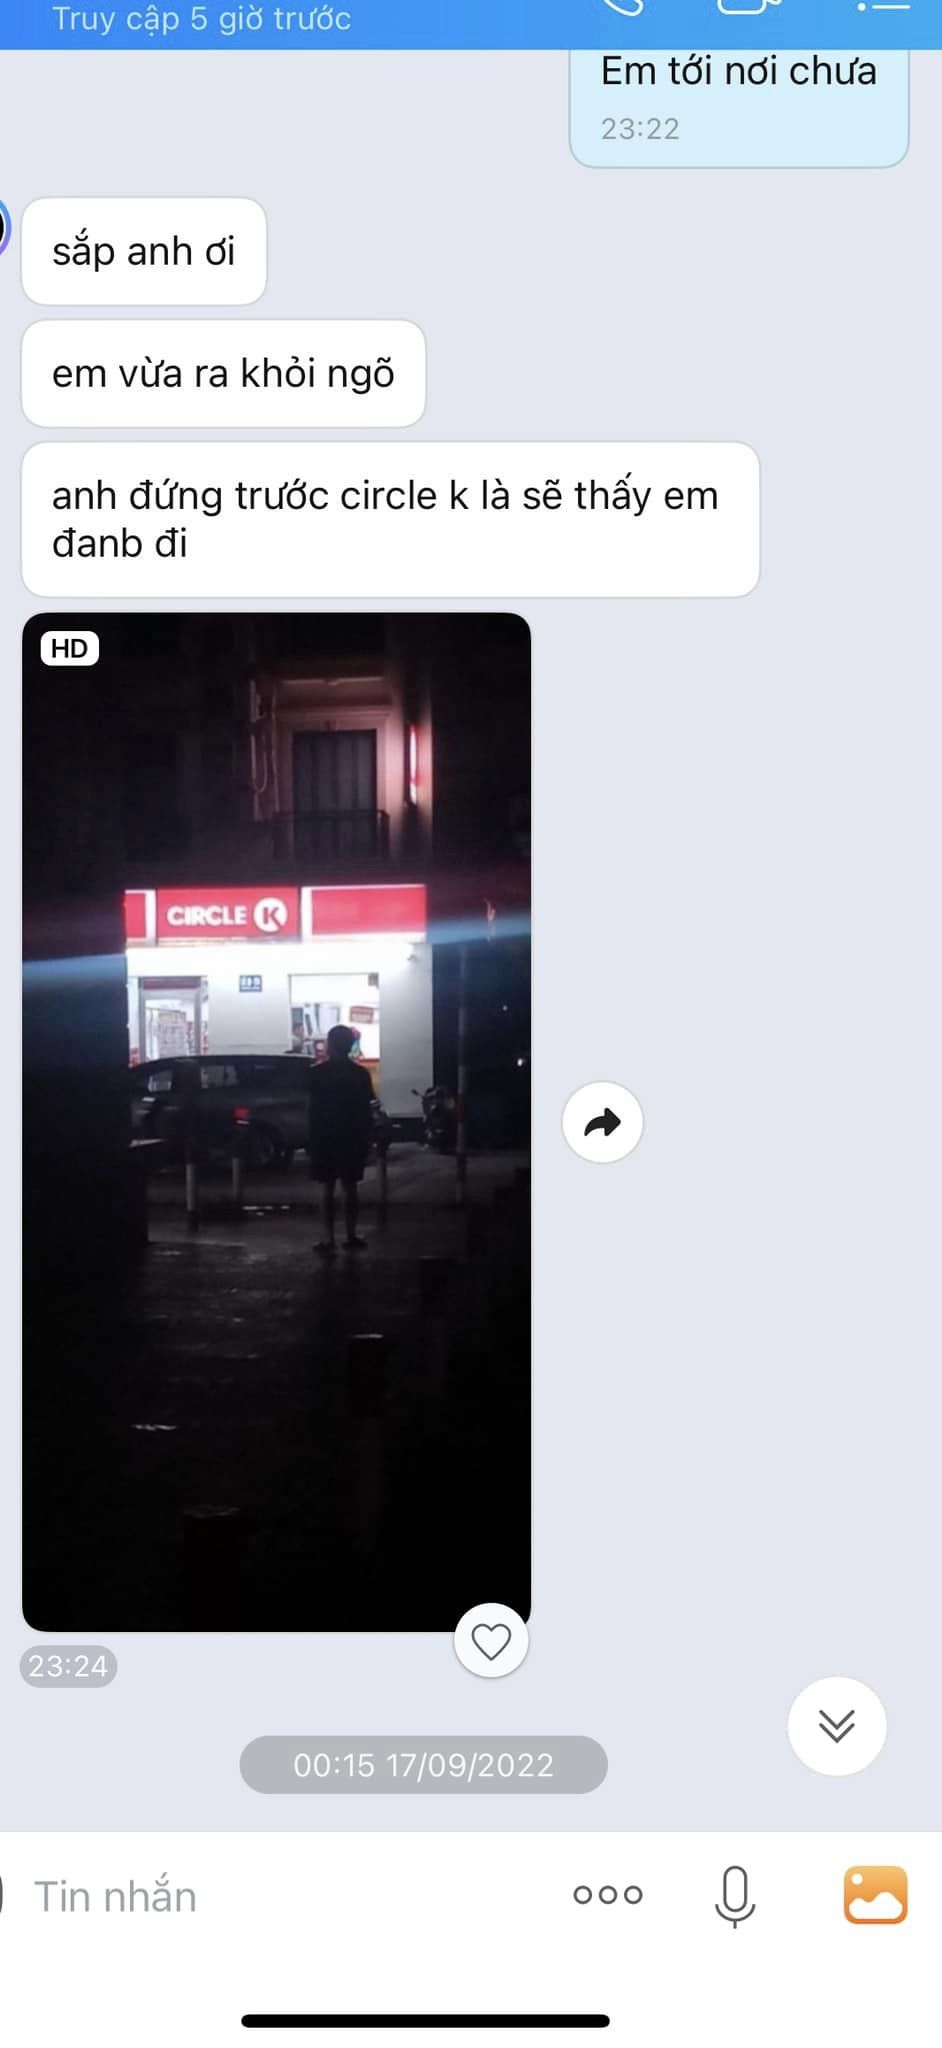 Truy cập 5 giờ trước
Em tới nơi chưa
23:22
sắp anh ơi
em vừa ra khỏi ngõ
anh đứng trước circle k là sẽ thấy em
đanb đi
HD
CIRCLE K
23:24
00:15 17/09/2022
Tin nhắn